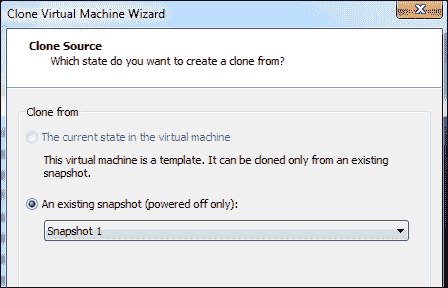 Clone Virtual Machine Wizard
Clone Source
Which state do you want to create a clone from?
Clone from
The current state in the virtual machine
This virtual machine is a template. It can be cloned only from an existing
snapshot.
An existing snapshot (powered off only):
Snapshot 1